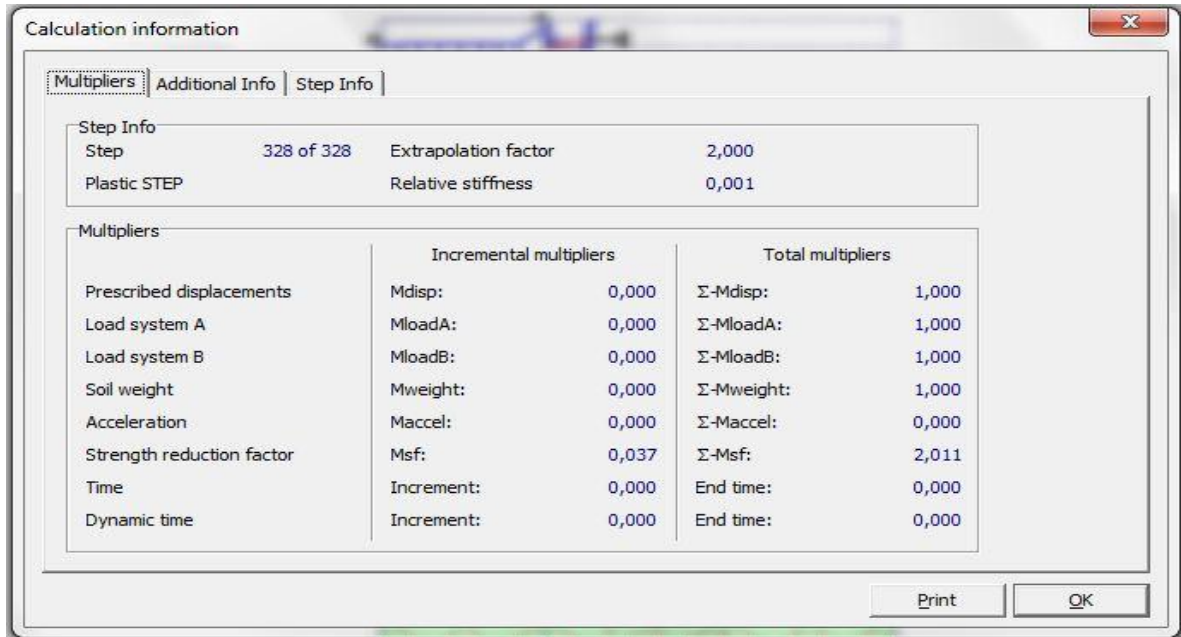 Calculation information
Multipliers Additional Info Step Info
Step Info
Step 328 of 328 Extrapolation factor 2,000
Plastic STEP Relative stiffness 0,001
Multipliers
Incremental multipliers Total multipliers
Prescribed displacements Mdisp: 0,000 Σ-Mdisp: 1,000
Load system A MloadA: 0,000 Σ-MloadA: 1,000
Load system B MloadB: 0,000 Σ-MloadB: 1,000
Soil weight Mweight: 0,000 Σ-Mweight: 1,000
Acceleration Maccel: 0,000 Σ-Maccel: 0,000
Strength reduction factor Msf: 0,037 Σ-Msf: 2,011
Time Increment: 0,000 End time: 0,000
Dynamic time Increment: 0,000 End time: 0,000
Print OK